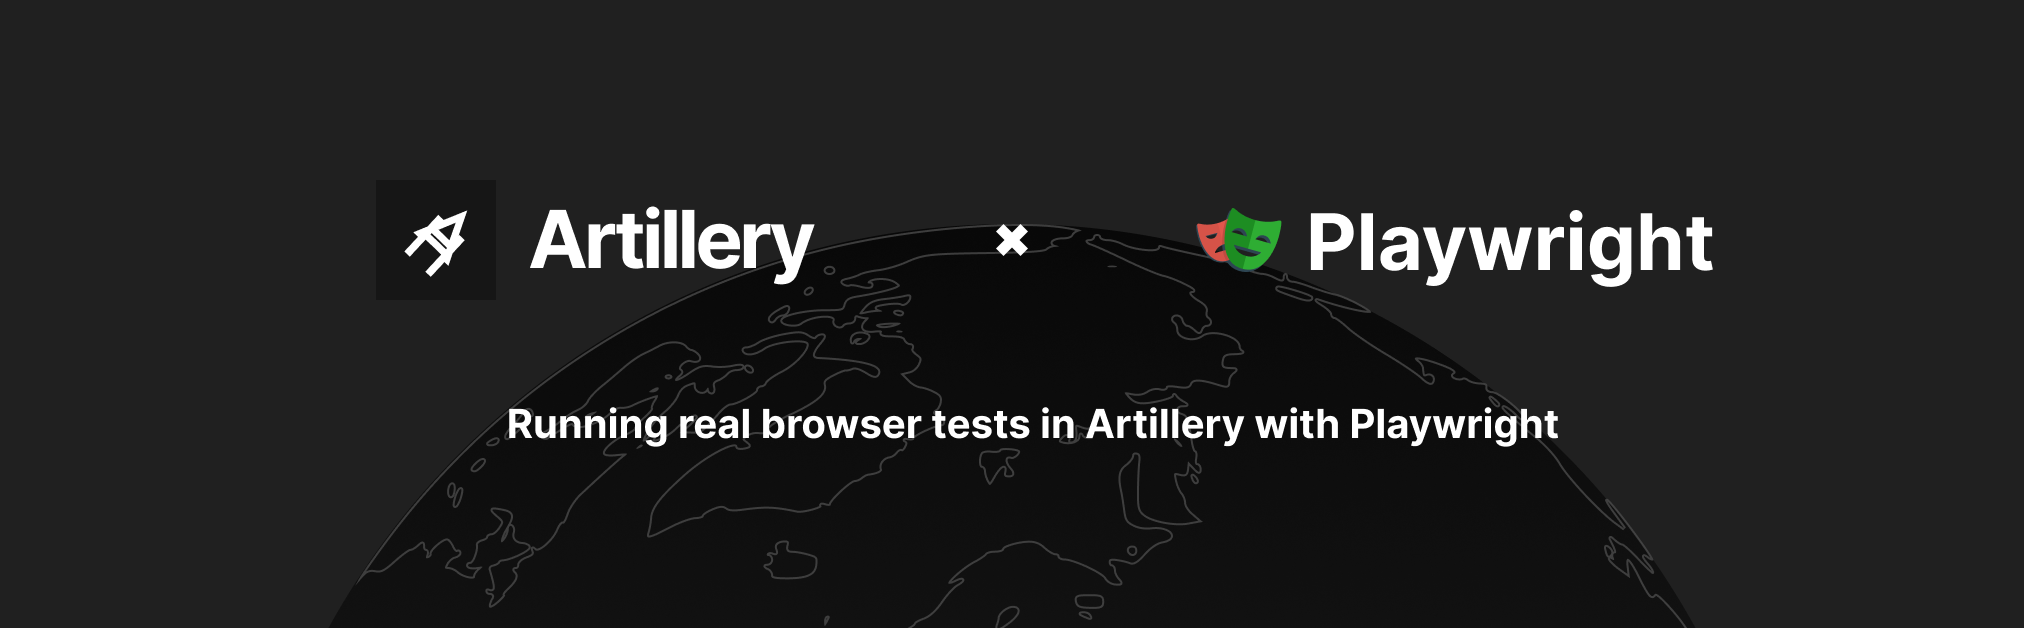 Artillery × Playwright
Running real browser tests in Artillery with Playwright